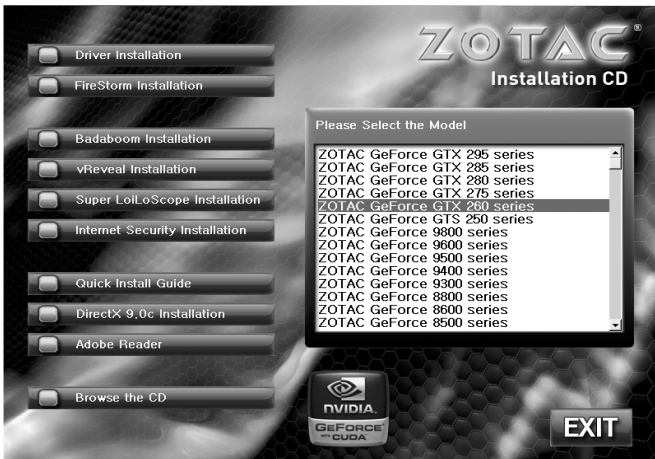 ZOTAC®
Installation CD
Driver Installation
FireStorm Installation
Badaboom Installation
vReveal Installation
Super LoiLoScope Installation
Internet Security Installation
Quick Install Guide
DirectX 9.0c Installation
Adobe Reader
Browse the CD
Please Select the Model
ZOTAC GeForce GTX 295 series
ZOTAC GeForce GTX 285 series
ZOTAC GeForce GTX 280 series
ZOTAC GeForce GTX 275 series
ZOTAC GeForce GTX 260 series
ZOTAC GeForce GTS 250 series
ZOTAC GeForce 9800 series
ZOTAC GeForce 9600 series
ZOTAC GeForce 9500 series
ZOTAC GeForce 9400 series
ZOTAC GeForce 9300 series
ZOTAC GeForce 8800 series
ZOTAC GeForce 8600 series
ZOTAC GeForce 8500 series
NVIDIA.
GEFORCE
WITH CUDA
EXIT